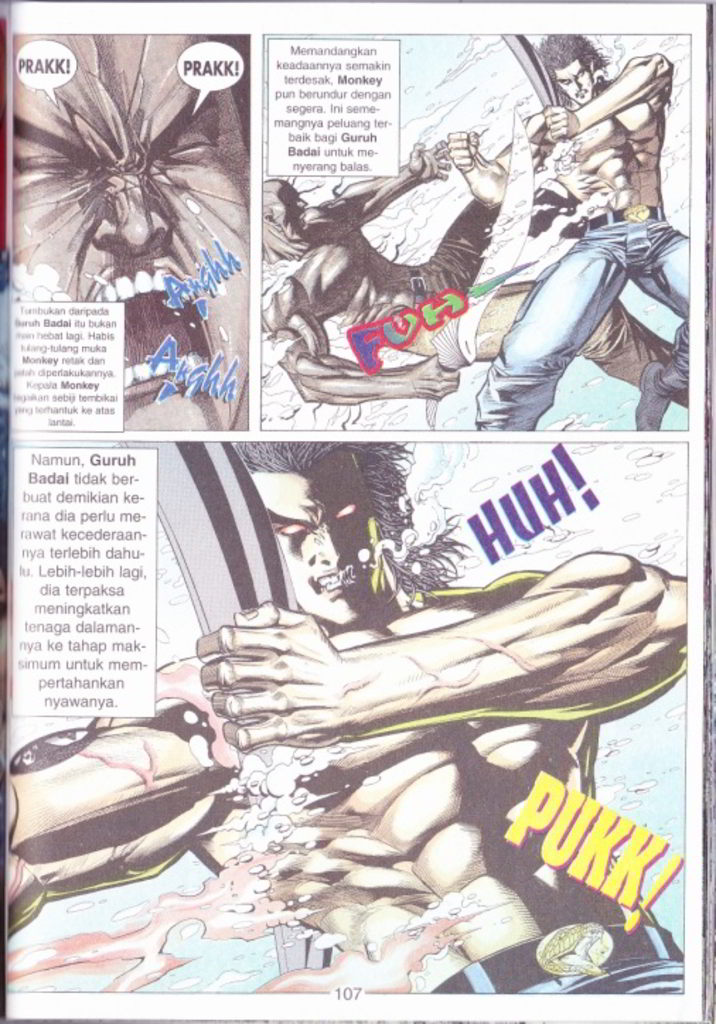 PRAKK!
PRAKK!
Anghh
Anghh
Tumbukan daripada
Guruh Badai itu bukan
main hebat lagi. Habis
tulang-tulang muka
Monkey retak dan
diperlakukannya.
Kepala Monkey
sebiji tembikai
yang terhantuk ke atas
lantai.
Memandangkan
keadaannya semakin
terdesak, Monkey
pun berundur dengan
segera. Ini seme-
mangnya peluang ter-
baik bagi Guruh
Badai untuk me-
nyerang balas.
FUH
Namun, Guruh
Badai tidak ber-
buat demikian ke-
rana dia perlu me-
rawat kecederaan-
nya terlebih dahu-
lu. Lebih-lebih lagi,
dia terpaksa
meningkatkan
tenaga dalaman-
nya ke tahap mak-
simum untuk mem-
pertahankan
nyawanya.
HUH!
PUKK!
107